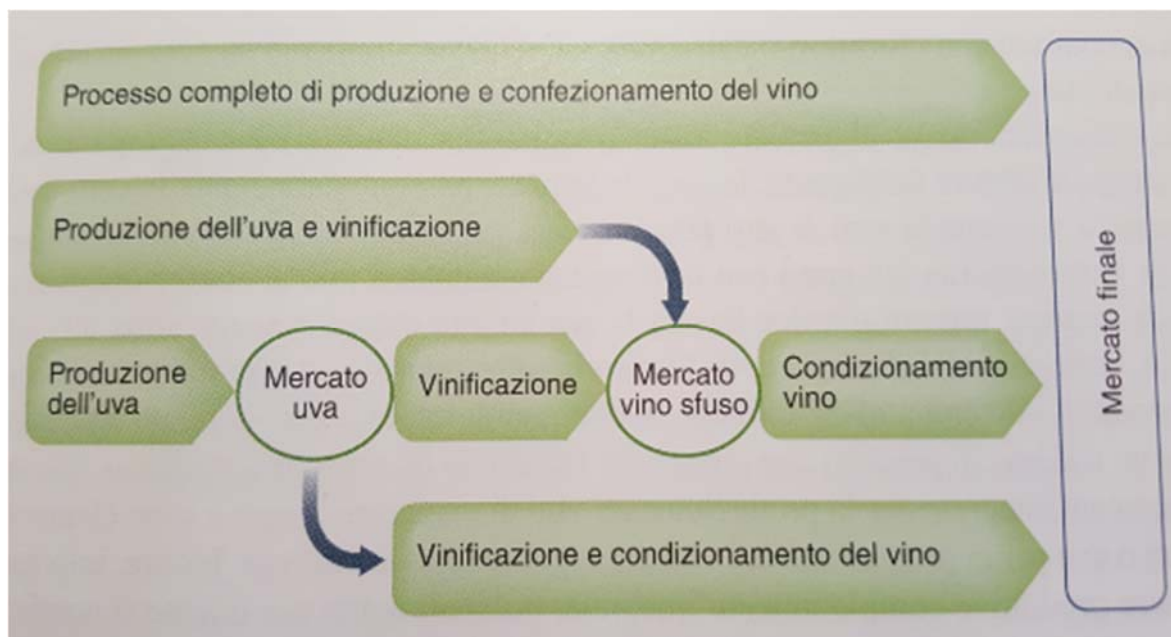 Processo completo di produzione e confezionamento del vino
Produzione dell'uva e vinificazione
Produzione
dell'uva
Mercato
uva
Vinificazione
Mercato
vino sfuso
Condizionamento
vino
Vinificazione e condizionamento del vino
Mercato finale